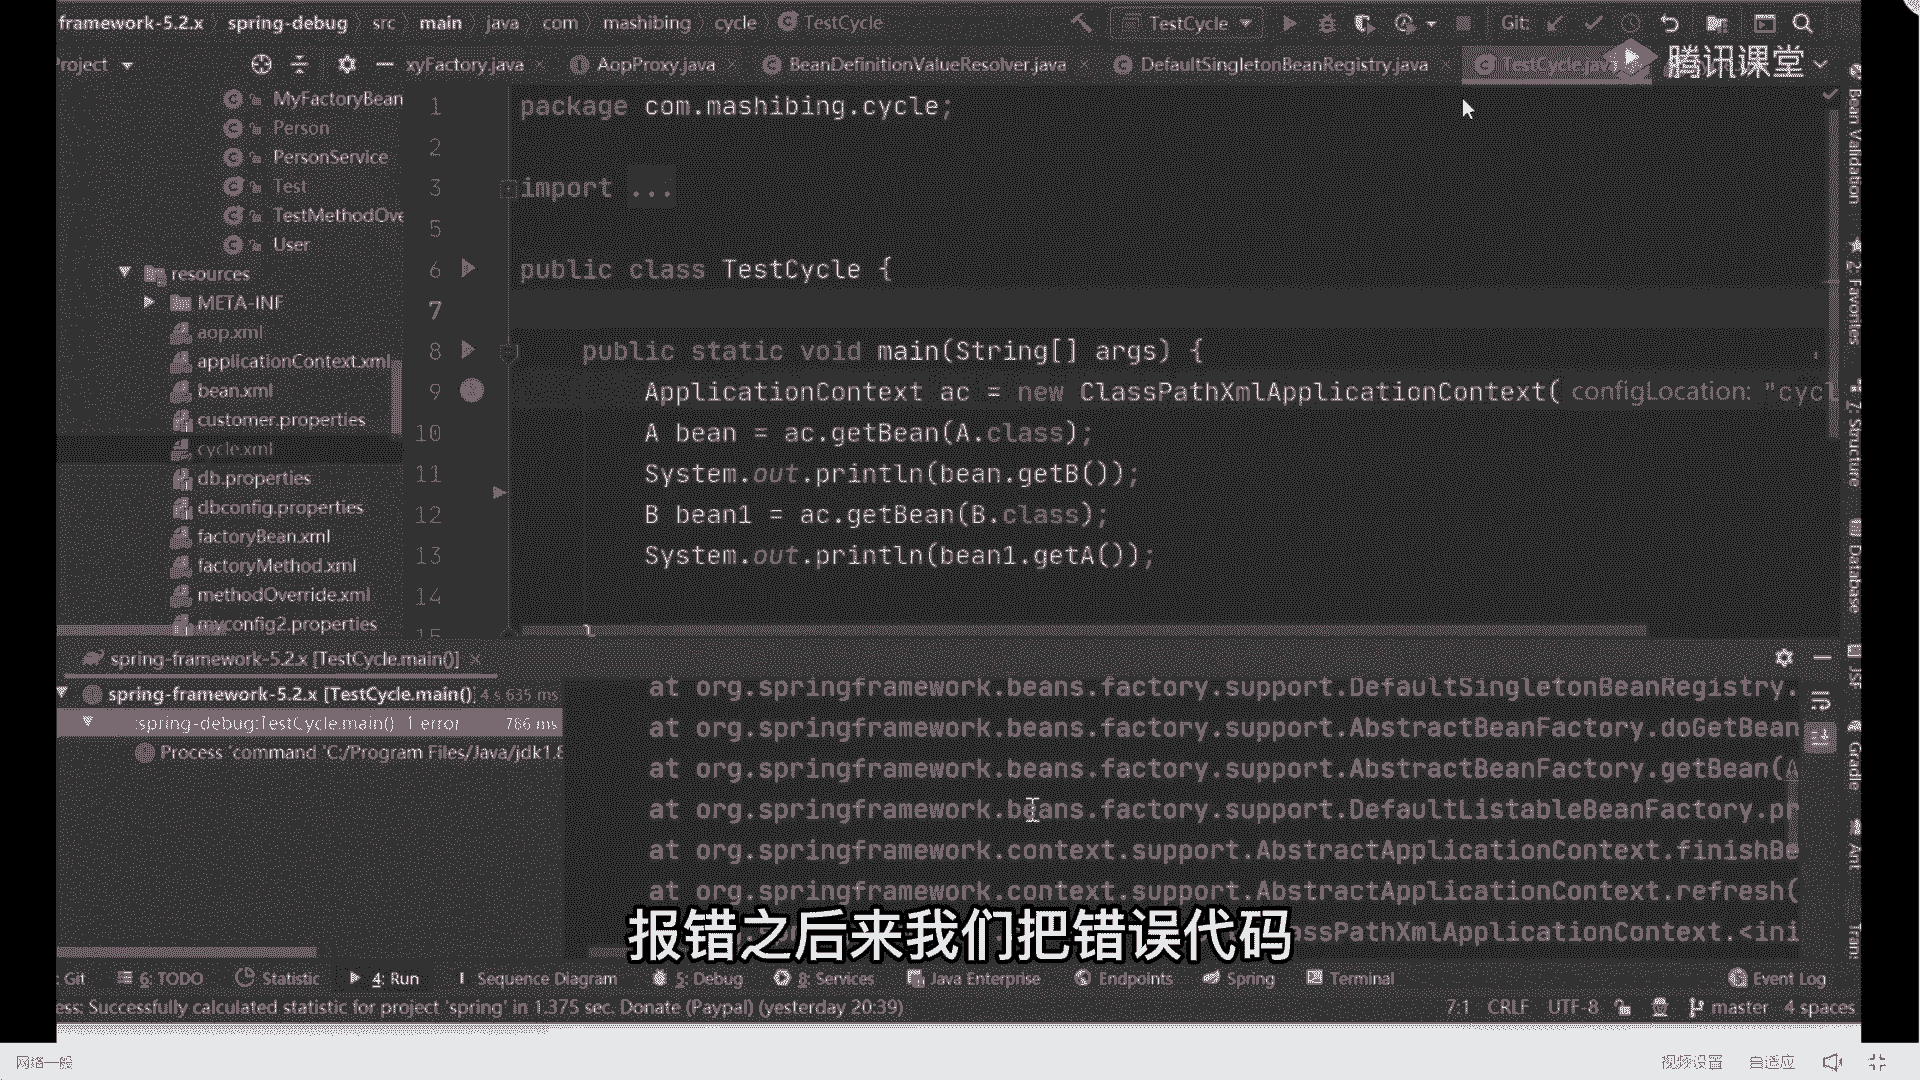 framework-5.2.x spring-debug src main java com mashibing cycle TestCycle TestCycle Git:
Project xyFactory.java AopProxy.java BeanDefinitionValueResolver.java DefaultSingletonBeanRegistry.java TestCycle.java 腾讯课堂
MyFactoryBean
Person
PersonService
Test
TestMethodOve
User
resources
META-INF
aop.xml
applicationContext.xml
bean.xml
customer.properties
cycle.xml
db.properties
dbconfig.properties
factoryBean.xml
factoryMethod.xml
methodOverride.xml
myconfig2.properties
1 package com.mashibing.cycle;
2
3 import ...
5
6 public class TestCycle {
7
8 public static void main(String[] args) {
9 ApplicationContext ac = new ClassPathXmlApplicationContext( configLocation: "cycl
10 A bean = ac.getBean(A.class);
11 System.out.println(bean.getB());
12 B bean1 = ac.getBean(B.class);
13 System.out.println(bean1.getA());
14
15 }
Bean Validation
2: Favorites
7: Structure
Database
JSF
Gradle
Ant
Tran
spring-framework-5.2.x [TestCycle.main()]
spring-framework-5.2.x [TestCycle.main()] 4 s 635 ms
:spring-debug:TestCycle.main() 1 error 786 ms
Process 'command 'C:/Program Files/Java/jdk1.8
at org.springframework.beans.factory.support.DefaultSingletonBeanRegistry.
at org.springframework.beans.factory.support.AbstractBeanFactory.doGetBean
at org.springframework.beans.factory.support.AbstractBeanFactory.getBean(A
at org.springframework.beans.factory.support.DefaultListableBeanFactory.pr
at org.springframework.context.support.AbstractApplicationContext.finishBe
at org.springframework.context.support.AbstractApplicationContext.refresh(
ssPathXmlApplicationContext.<ini
报错之后来我们把错误代码
Git 6: TODO Statistic 4: Run Sequence Diagram 5: Debug 8: Services Java Enterprise Endpoints Spring Terminal Event Log
ess: Successfully calculated statistic for project 'spring' in 1.375 sec. Donate (Paypal) (yesterday 20:39) 7:1 CRLF UTF-8 master 4 spaces
网络一般 视频设置 自适应